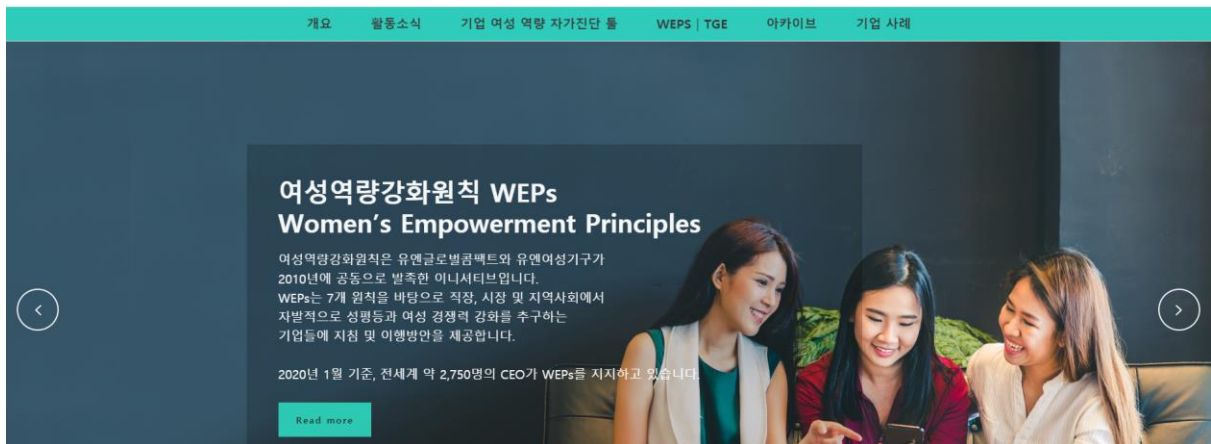 개요 활동소식 기업 여성 역량 자가진단 툴 WEPS | TGE 아카이브 기업 사례
여성역량강화원칙 WEPs
Women's Empowerment Principles
여성역량강화원칙은 유엔글로벌콤팩트와 유엔여성기구가
2010년에 공동으로 발족한 이니셔티브입니다.
WEPs는 7개 원칙을 바탕으로 직장, 시장 및 지역사회에서
자발적으로 성평등과 여성 경쟁력 강화를 추구하는
기업들에 지침 및 이행방안을 제공합니다.
2020년 1월 기준, 전세계 약 2,750명의 CEO가 WEPs를 지지하고 있습니다.
Read more